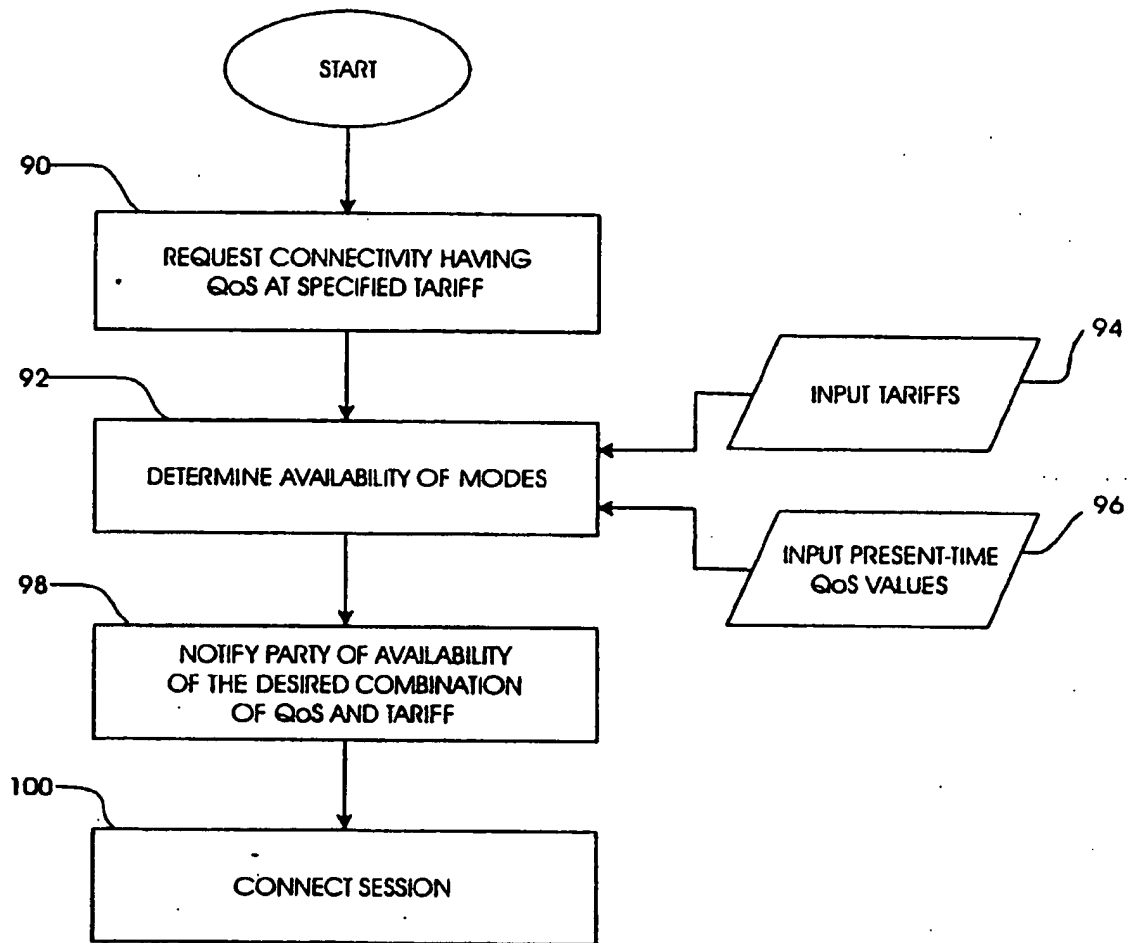 START
90
REQUEST CONNECTIVITY HAVING
QoS AT SPECIFIED TARIFF
92
DETERMINE AVAILABILITY OF MODES
94
INPUT TARIFFS
96
INPUT PRESENT-TIME
QoS VALUES
98
NOTIFY PARTY OF AVAILABILITY
OF THE DESIRED COMBINATION
OF QoS AND TARIFF
100
CONNECT SESSION